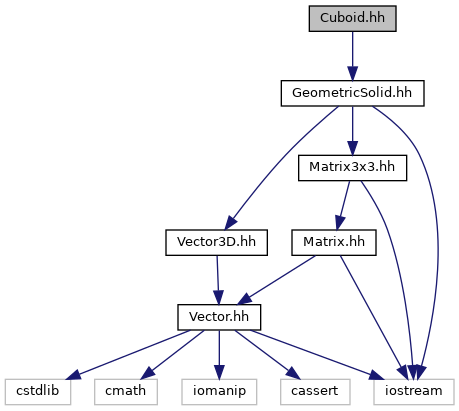 Cuboid.hh
GeometricSolid.hh
Matrix3x3.hh
Vector3D.hh
Matrix.hh
Vector.hh
cstdlib
cmath
iomanip
cassert
iostream